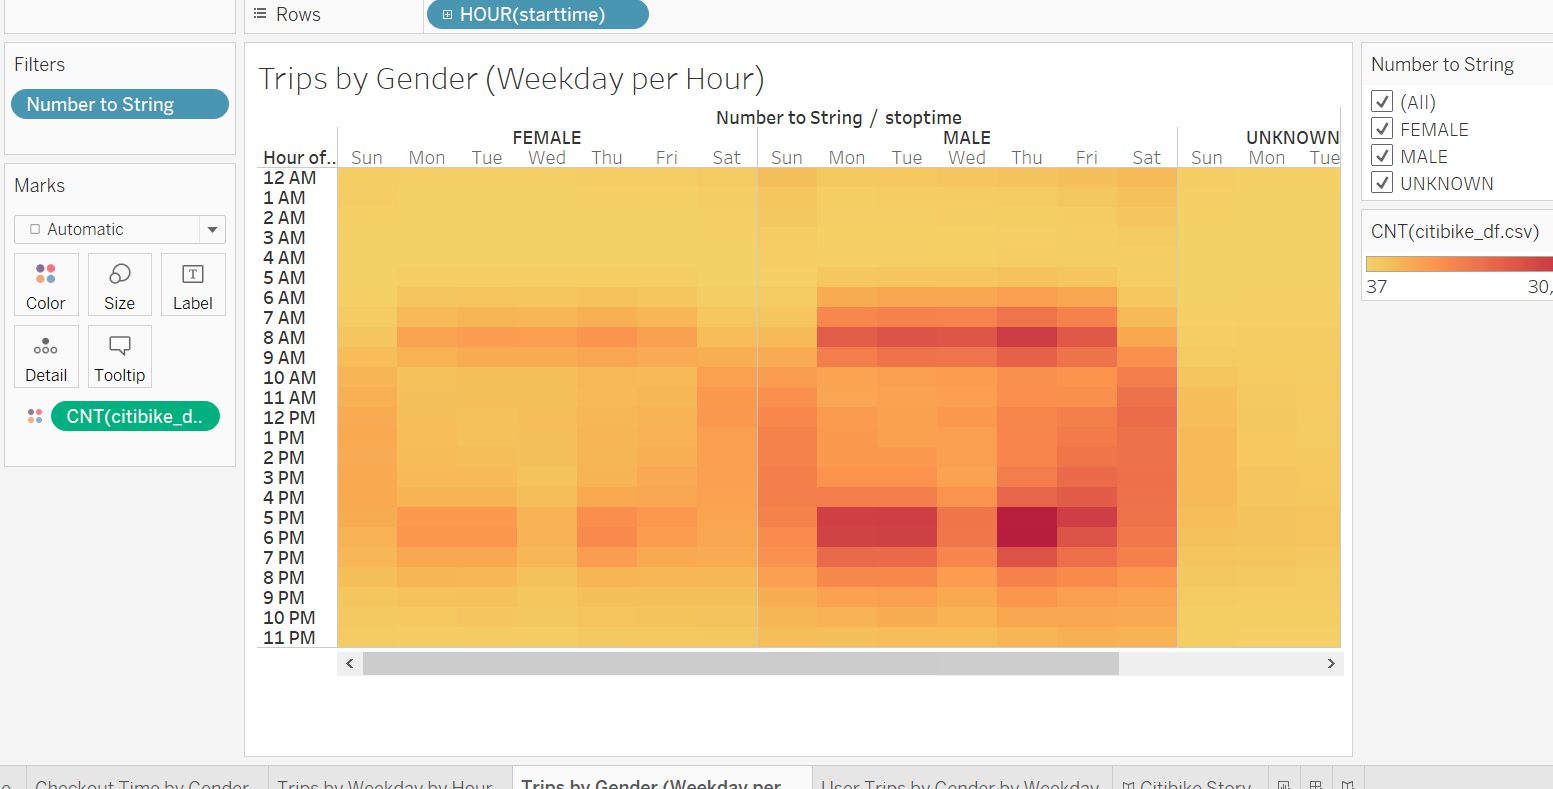 Rows
HOUR(starttime)
Filters
Number to String
Marks
Automatic
Color
Size
T
Label
Detail
Tooltip
CNT(citibike_d..
Trips by Gender (Weekday per Hour)
Number to String / stoptime
FEMALE MALE UNKNOWN
Hour of.. Sun Mon Tue Wed Thu Fri Sat Sun Mon Tue Wed Thu Fri Sat Sun Mon Tue
12 AM
1 AM
2 AM
3 AM
4 AM
5 AM
6 AM
7 AM
8 AM
9 AM
10 AM
11 AM
12 PM
1 PM
2 PM
3 PM
4 PM
5 PM
6 PM
7 PM
8 PM
9 PM
10 PM
11 PM
Number to String
(All)
FEMALE
MALE
UNKNOWN
CNT(citibike_df.csv)
37 30,
e Checkout Time by Gender Trips by Weekday by Hour Trips by Gender (Weekday per User Trips by Gender by Weekday Citibike Story